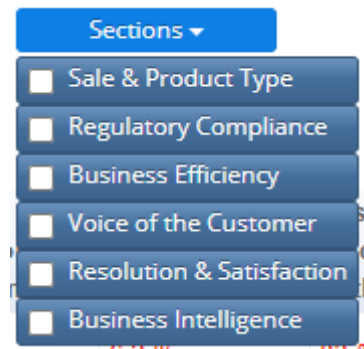 Sections
Sale & Product Type
Regulatory Compliance
Business Efficiency
Voice of the Customer
Resolution & Satisfaction
Business Intelligence